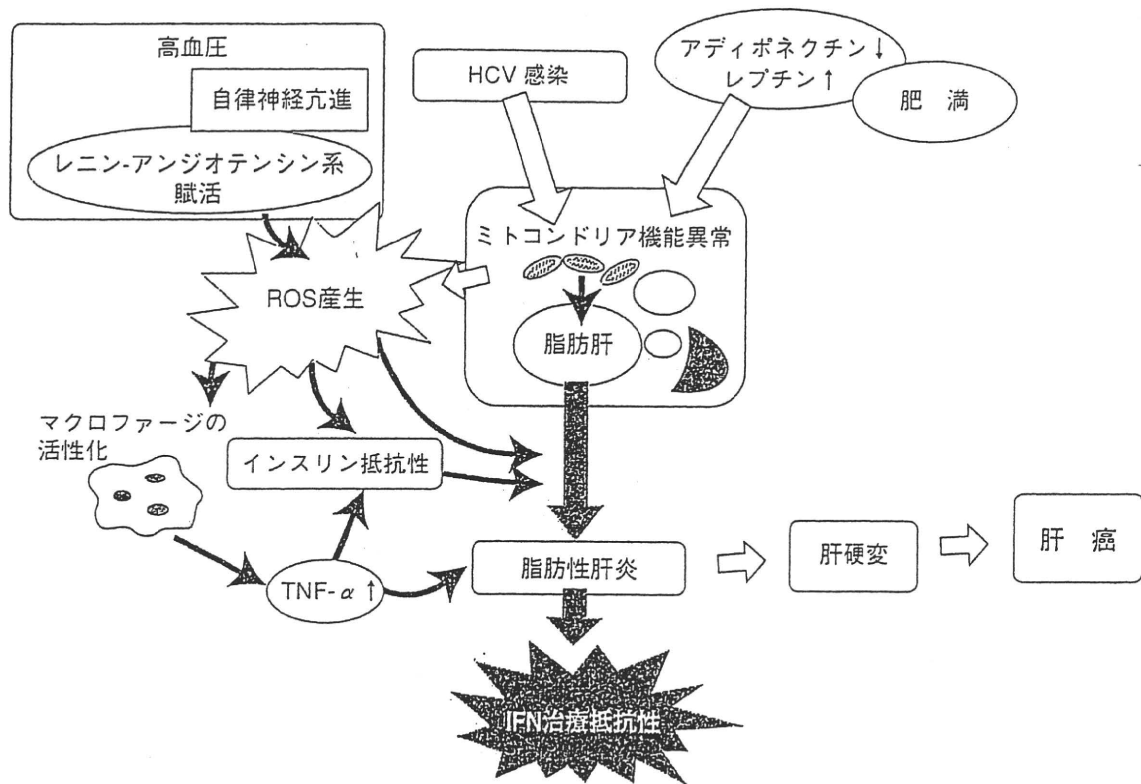 高血圧
自律神経亢進
レニン-アンジオテンシン系
賦活
HCV 感染
アディポネクチン↓
レプチン↑
肥 満
ミトコンドリア機能異常
ROS産生
脂肪肝
マクロファージの
活性化
インスリン抵抗性
TNF-α ↑
脂肪性肝炎
肝硬変
肝 癌
IFN治療抵抗性